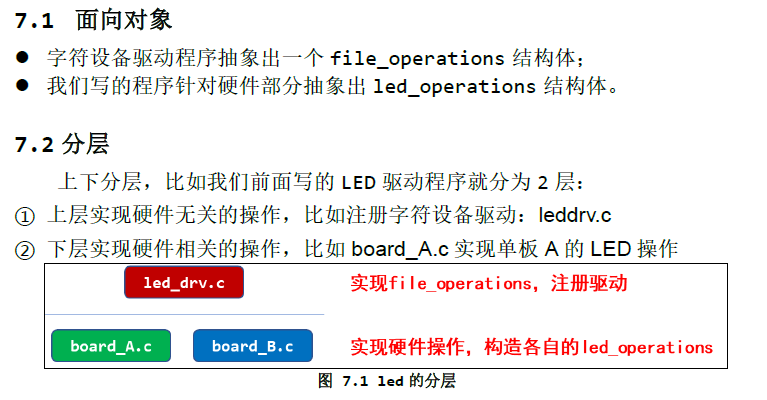 7.1 面向对象
● 字符设备驱动程序抽象出一个 file_operations 结构体；
● 我们写的程序针对硬件部分抽象出 led_operations 结构体。
7.2 分层
上下分层，比如我们前面写的 LED 驱动程序就分为 2 层：
① 上层实现硬件无关的操作，比如注册字符设备驱动：leddrv.c
② 下层实现硬件相关的操作，比如 board_A.c 实现单板 A 的 LED 操作
led_drv.c 实现file_operations，注册驱动
board_A.c board_B.c 实现硬件操作，构造各自的led_operations
图 7.1 led 的分层